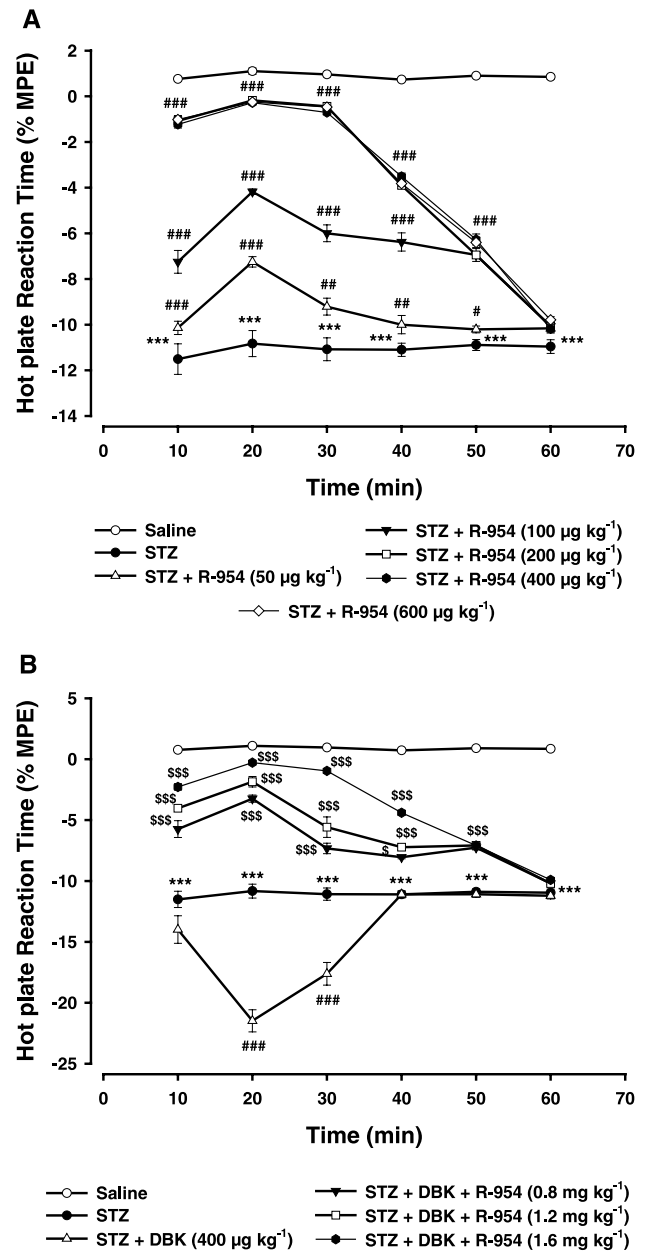 A
Hot plate Reaction Time (% MPE)
2
0
-2
-4
-6
-8
-10
-12
-14
### ### ###
###
###
###
###
###
###
###
###
##
##
#
*** *** *** *** *** ***
0 10 20 30 40 50 60 70
Time (min)
Saline
STZ
STZ + R-954 (50 µg kg-1)
STZ + R-954 (100 µg kg-1)
STZ + R-954 (200 µg kg-1)
STZ + R-954 (400 µg kg-1)
STZ + R-954 (600 µg kg-1)
B
Hot plate Reaction Time (% MPE)
5
0
-5
-10
-15
-20
-25
$$$ $$$ $$$
$$$ $$$ $$$ $$$
$$$ $$$ $$$ $ $$$ $$$
*** *** *** *** *** ***
###
###
0 10 20 30 40 50 60 70
Time (min)
Saline
STZ
STZ + DBK (400 µg kg-1)
STZ + DBK + R-954 (0.8 mg kg-1)
STZ + DBK + R-954 (1.2 mg kg-1)
STZ + DBK + R-954 (1.6 mg kg-1)